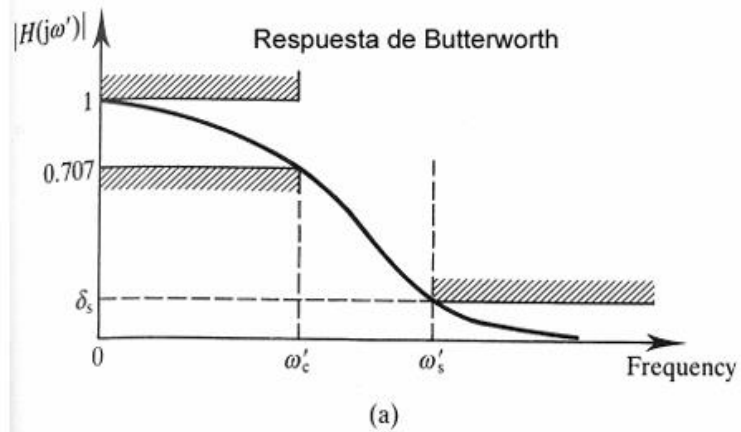 |H(jω′)|
Respuesta de Butterworth
1
0.707
δₛ
0
ω′c
ω′s
Frequency
(a)